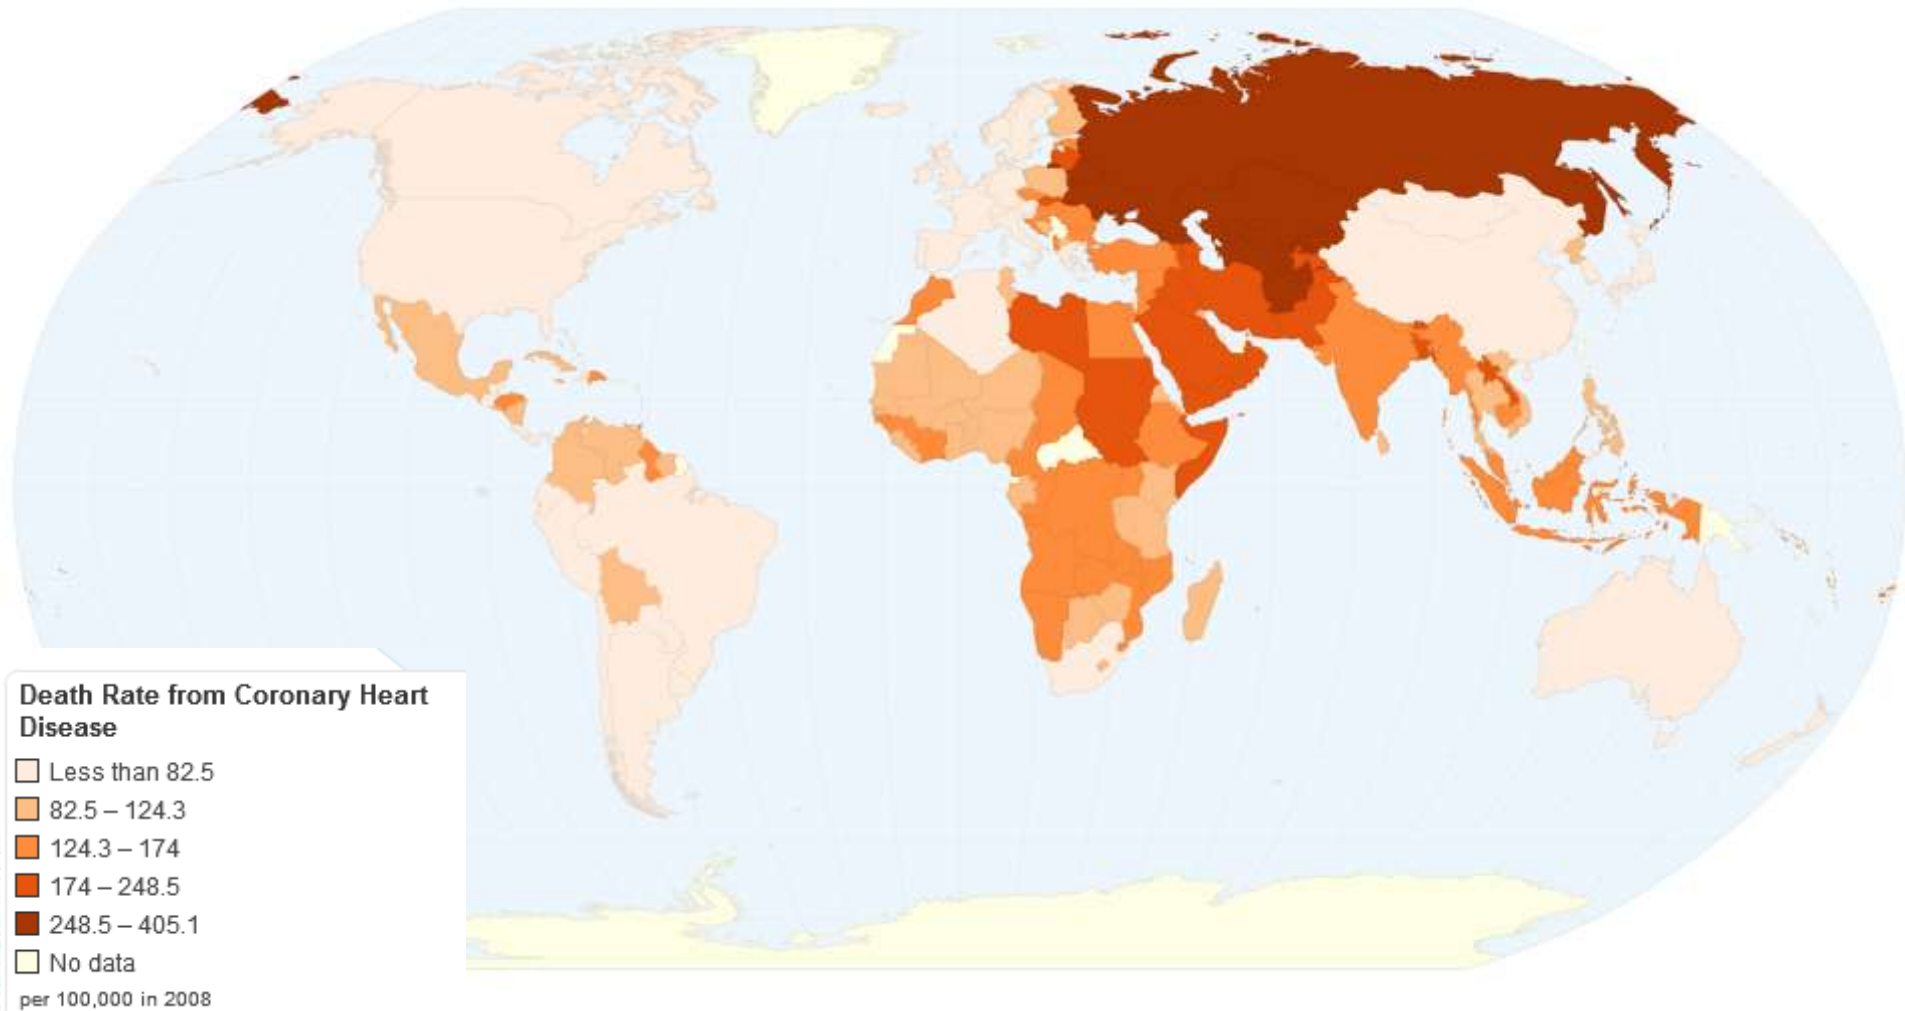 Death Rate from Coronary Heart
Disease
Less than 82.5
82.5 – 124.3
124.3 – 174
174 – 248.5
248.5 – 405.1
No data
per 100,000 in 2008